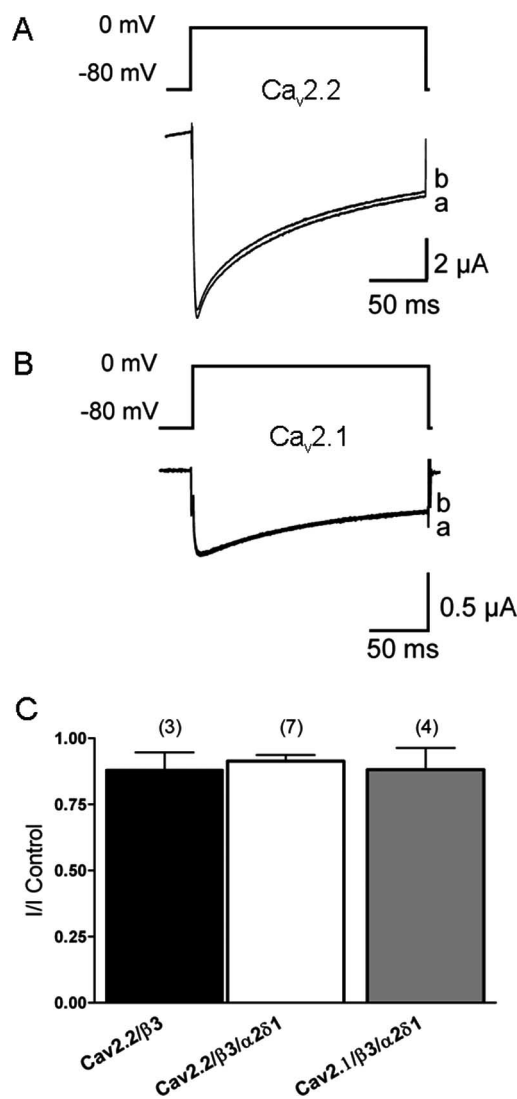 A
0 mV
-80 mV
Cav2.2
b
a
2 μA
50 ms
B
0 mV
-80 mV
Cav2.1
b
a
0.5 μA
50 ms
C
(3) (7) (4)
1.00
0.75
0.50
0.25
0.00
I/I Control
Cav2.2/β3
Cav2.2/β3/α2δ1
Cav2.1/β3/α2δ1